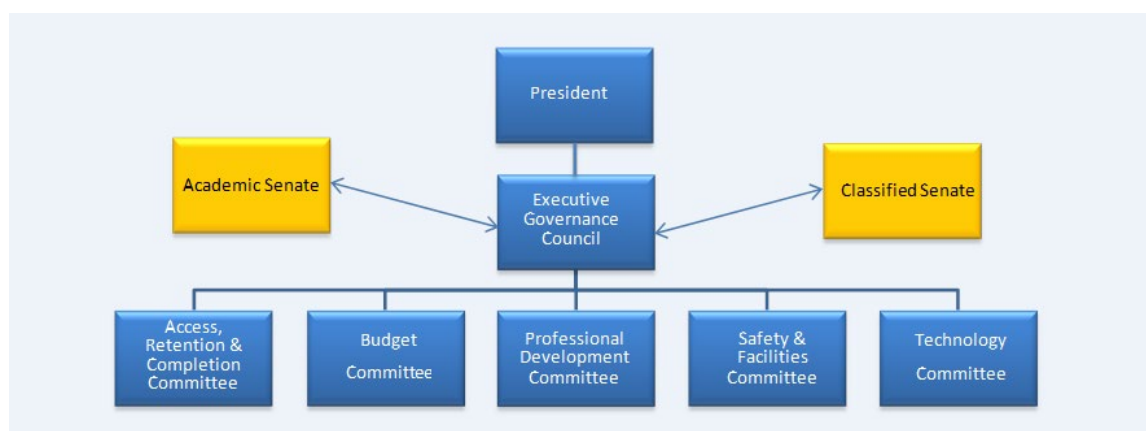 President
Academic Senate
Classified Senate
Executive
Governance
Council
Access,
Retention &
Completion
Committee
Budget
Committee
Professional
Development
Committee
Safety &
Facilities
Committee
Technology
Committee